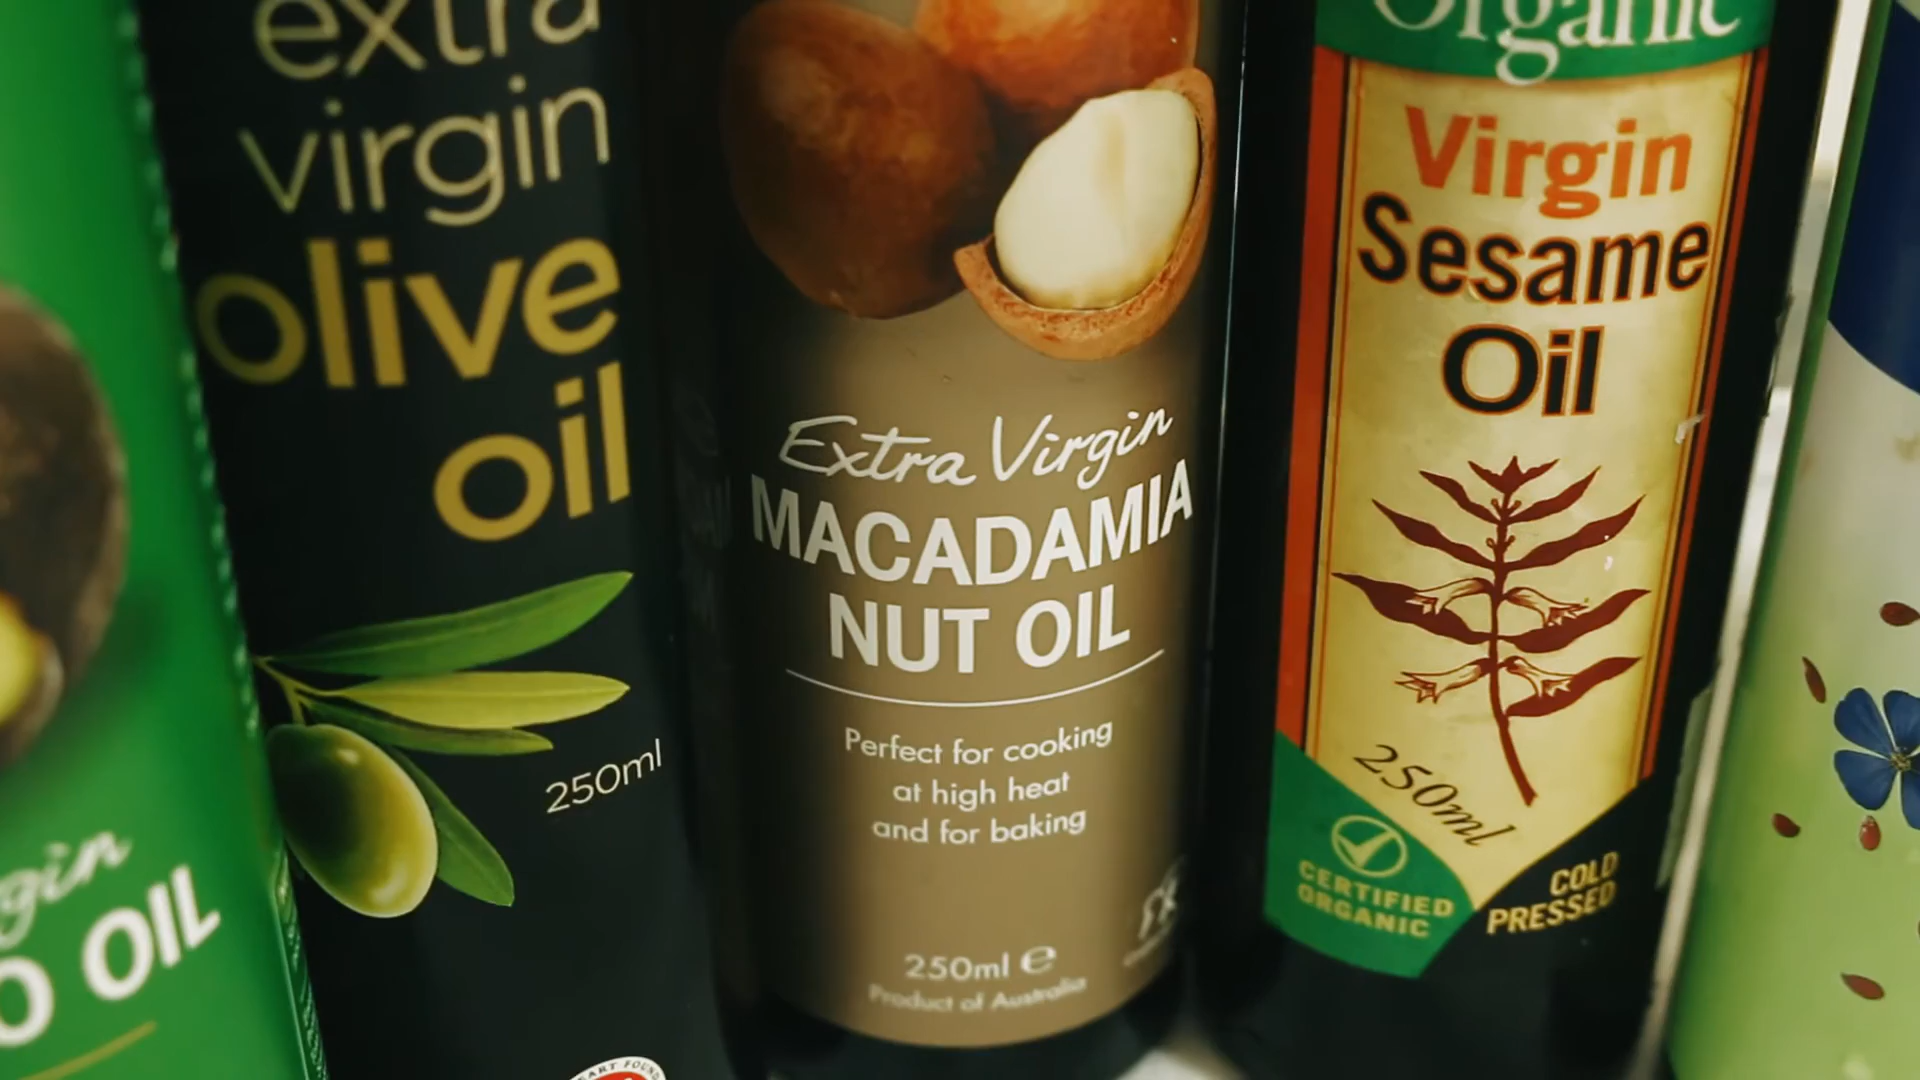 extra
virgin
olive
oil
250ml
Extra Virgin
MACADAMIA
NUT OIL
Perfect for cooking
at high heat
and for baking
250ml e
Product of Australia
Organic
Virgin
Sesame
Oil
250ml
CERTIFIED
ORGANIC
COLD
PRESSED
OIL